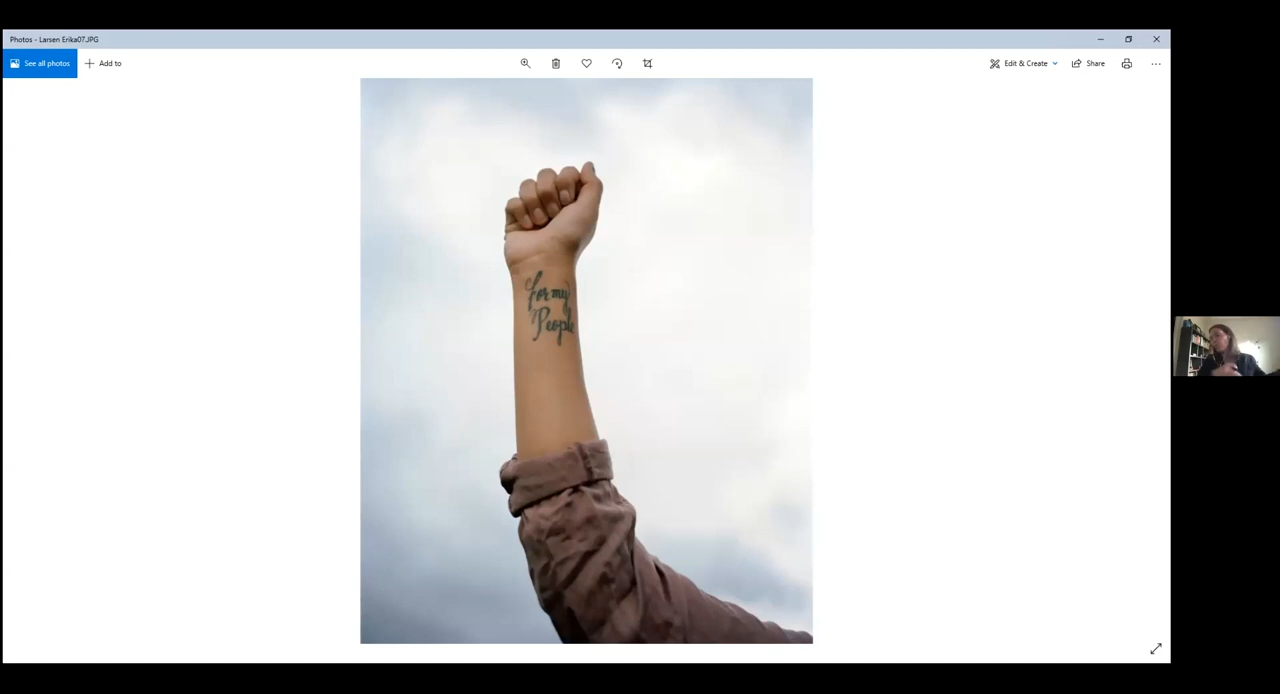 Photos - Larsen Erika07.JPG
See all photos
Add to
Edit & Create
Share
For my
People